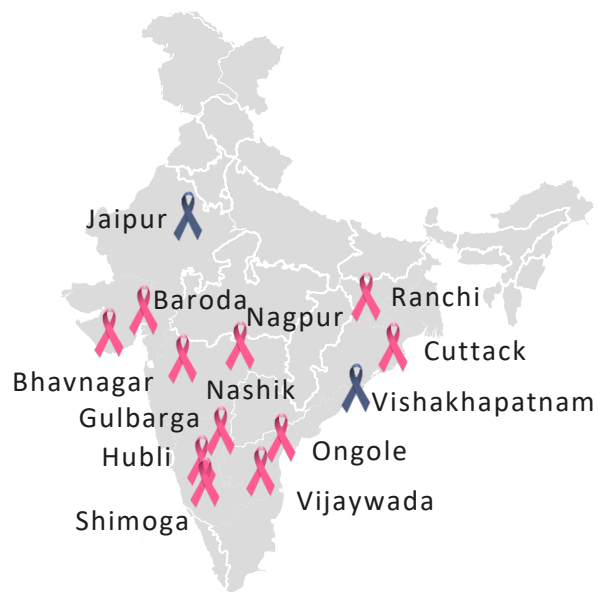 Jaipur
Baroda
Ranchi
Nagpur
Cuttack
Bhavnagar
Nashik
Vishakhapatnam
Gulbarga
Ongole
Hubli
Vijaywada
Shimoga